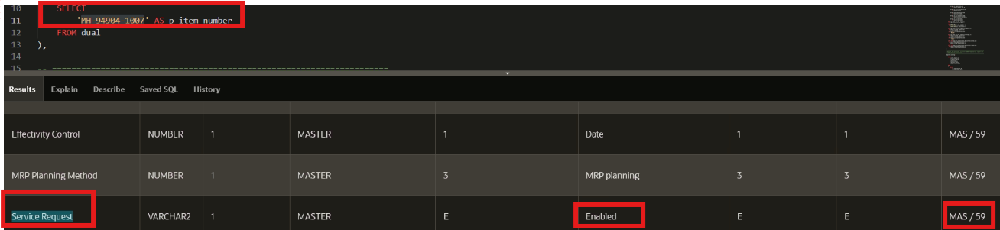 10 SELECT
11 'MH-94904-1007' AS p_item_number
12 FROM dual
13 ),
14
15 -- =====================================================================
Results Explain Describe Saved SQL History
Effectivity Control NUMBER 1 MASTER 1 Date 1 1 MAS / 59
MRP Planning Method NUMBER 1 MASTER 3 MRP planning 3 3 MAS / 59
Service Request VARCHAR2 1 MASTER E Enabled E E MAS / 59